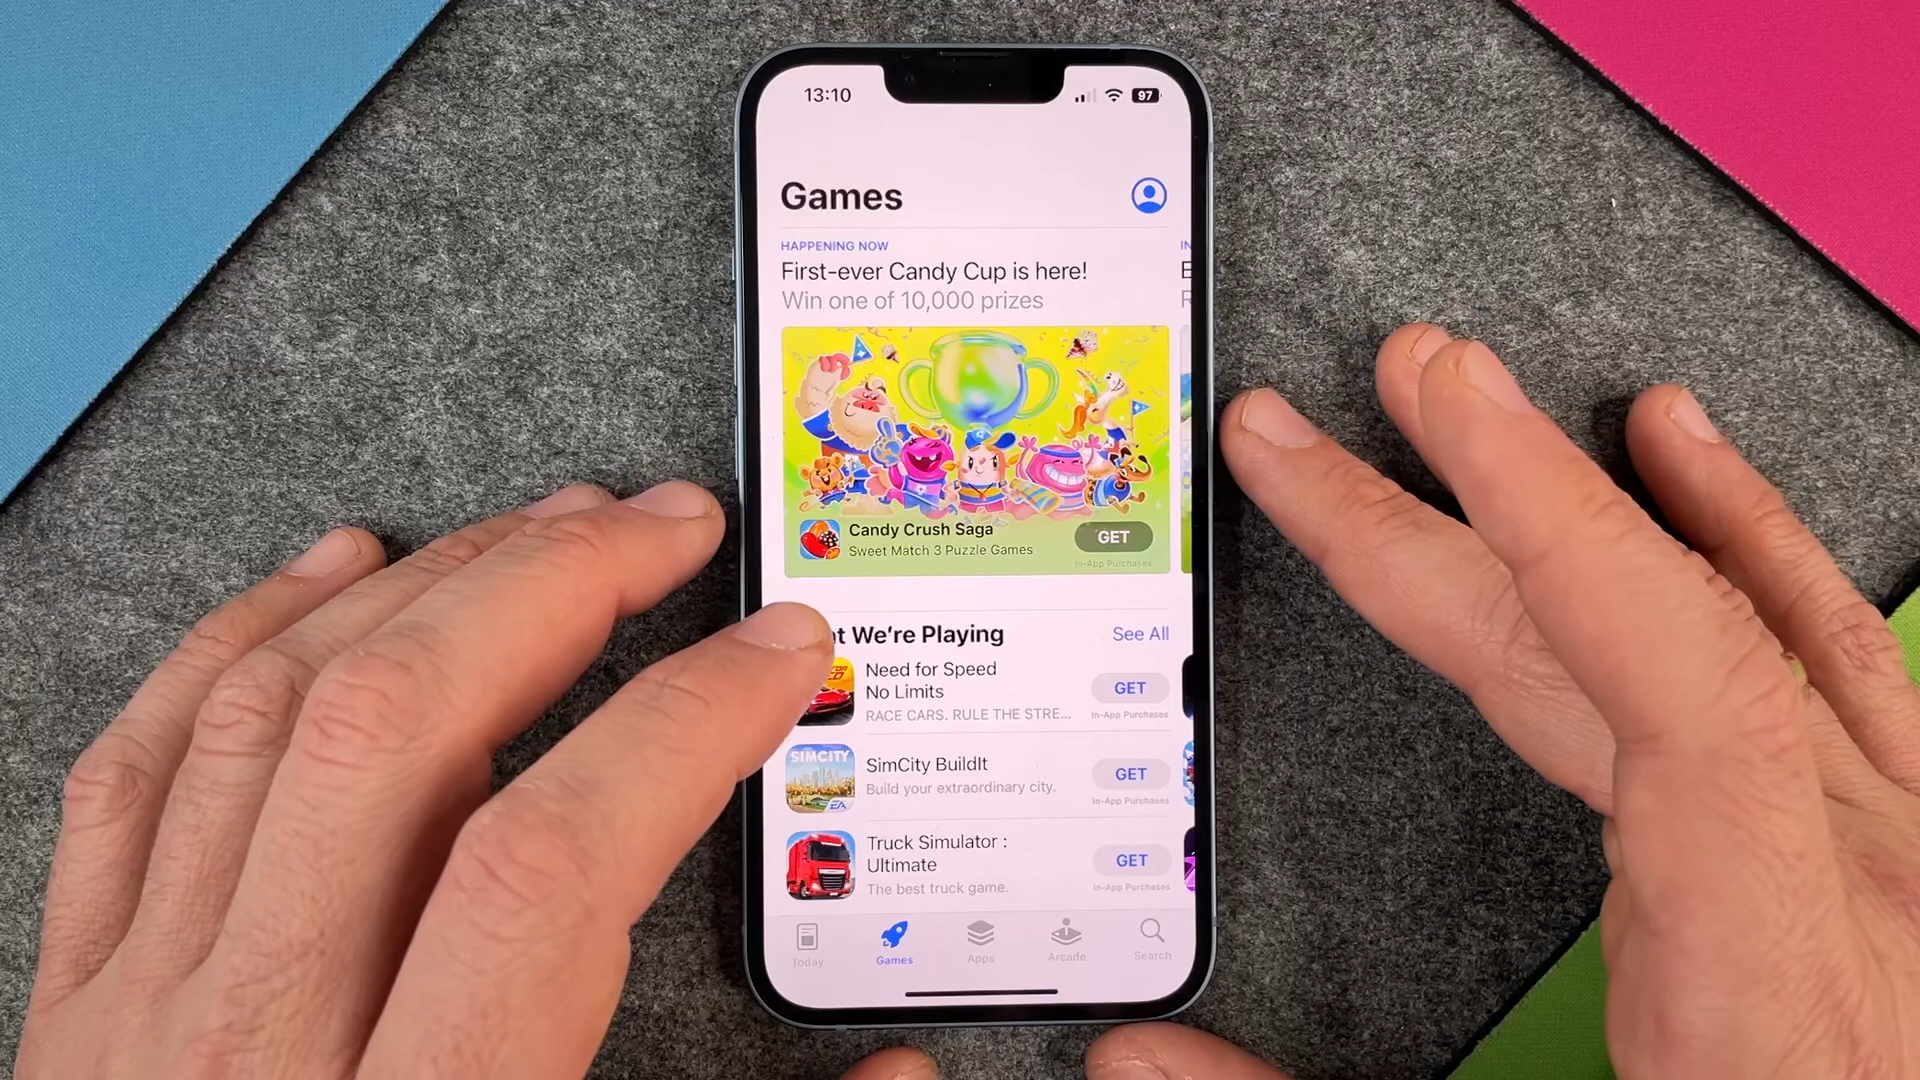 13:10
97
Games
HAPPENING NOW
First-ever Candy Cup is here!
Win one of 10,000 prizes
Candy Crush Saga
Sweet Match 3 Puzzle Games
GET
In-App Purchases
We're Playing
See All
Need for Speed
No Limits
RACE CARS. RULE THE STRE...
GET
In-App Purchases
SIMCITY
EA
SimCity BuildIt
Build your extraordinary city.
GET
In-App Purchases
Truck Simulator :
Ultimate
The best truck game.
GET
In-App Purchases
Today
Games
Apps
Arcade
Search